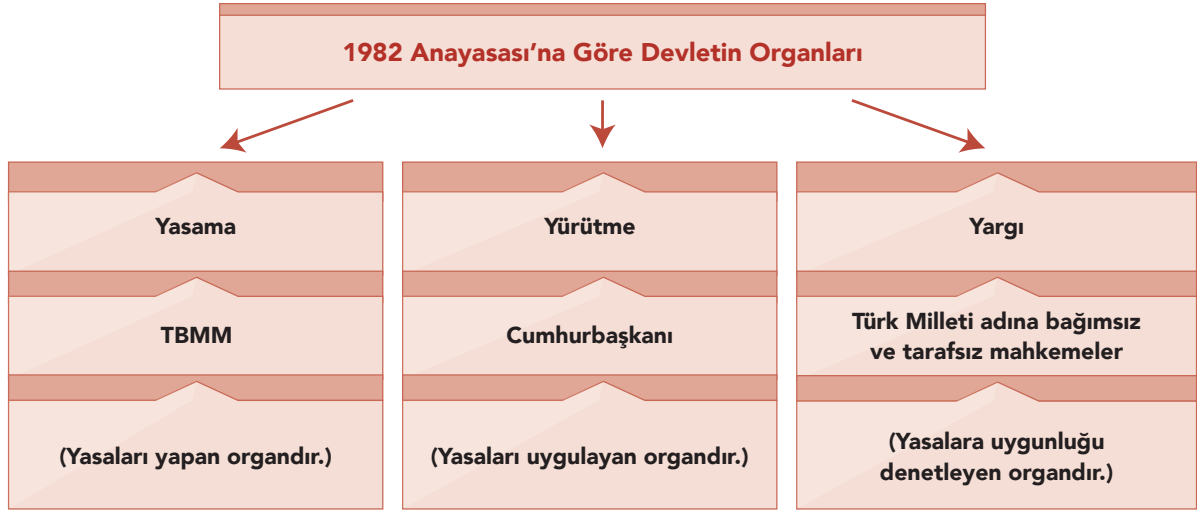 1982 Anayasası’na Göre Devletin Organları
Yasama
TBMM
(Yasaları yapan organdır.)
Yürütme
Cumhurbaşkanı
(Yasaları uygulayan organdır.)
Yargı
Türk Milleti adına bağımsız
ve tarafsız mahkemeler
(Yasalara uygunluğu
denetleyen organdır.)